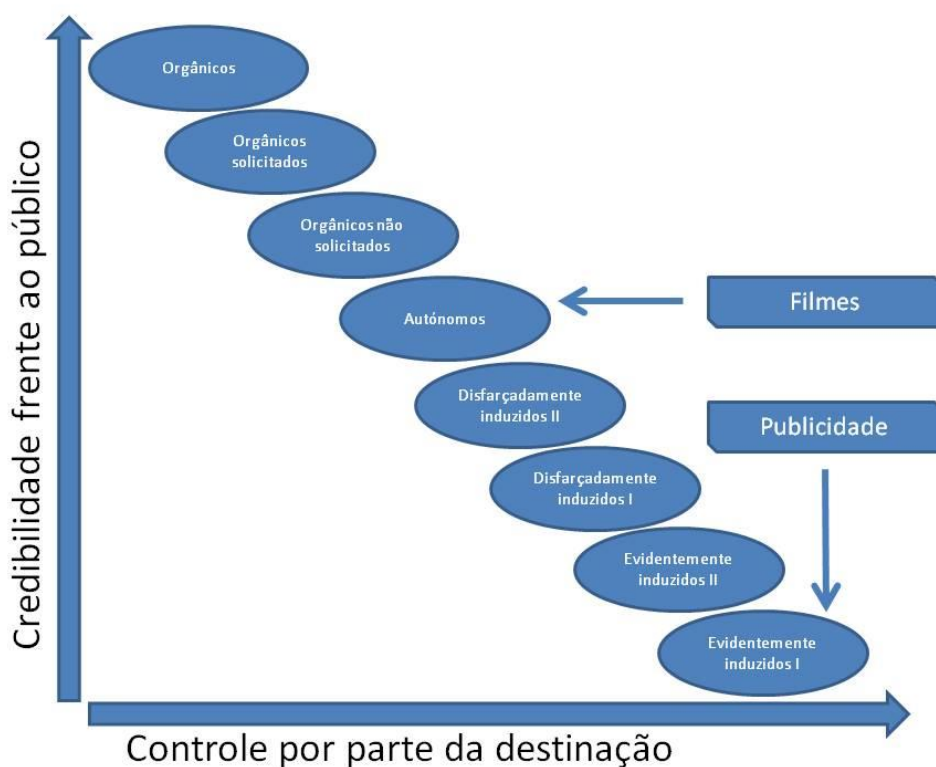 Credibilidade frente ao público
Orgânicos
Orgânicos
solicitados
Orgânicos não
solicitados
Autónomos
Filmes
Disfarçadamente
induzidos II
Publicidade
Disfarçadamente
induzidos I
Evidentemente
induzidos II
Evidentemente
induzidos I
Controle por parte da destinação